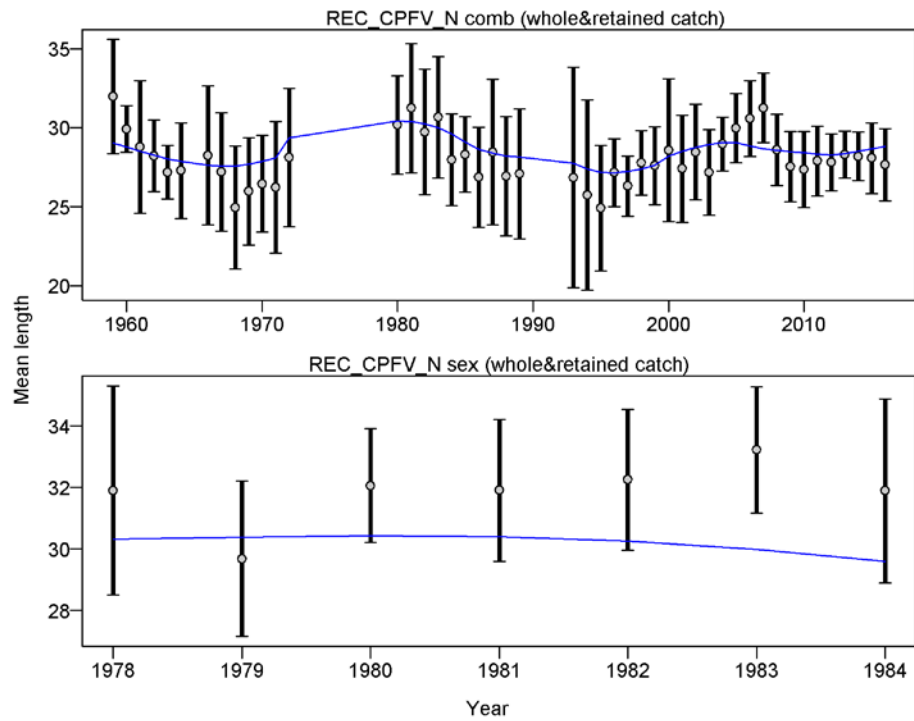 REC_CPFV_N comb (whole&retained catch)
35
30
25
20
1960 1970 1980 1990 2000 2010
Mean length
REC_CPFV_N sex (whole&retained catch)
34
32
30
28
1978 1979 1980 1981 1982 1983 1984
Year